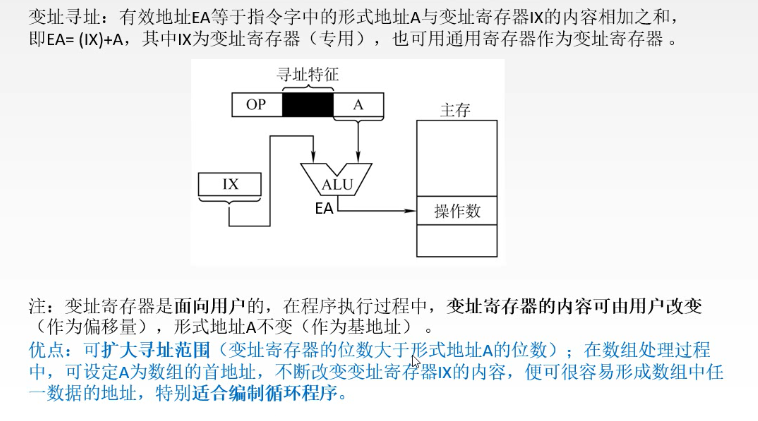 变址寻址：有效地址EA等于指令字中的形式地址A与变址寄存器IX的内容相加之和，
即EA= (IX)+A，其中IX为变址寄存器（专用），也可用通用寄存器作为变址寄存器 。
寻址特征
OP A
主存
IX
ALU
EA
操作数
注：变址寄存器是面向用户的，在程序执行过程中，变址寄存器的内容可由用户改变
（作为偏移量），形式地址A不变（作为基地址） 。
优点：可扩大寻址范围（变址寄存器的位数大于形式地址A的位数）；在数组处理过程
中，可设定A为数组的首地址，不断改变变址寄存器IX的内容，便可很容易形成数组中任
一数据的地址，特别适合编制循环程序。